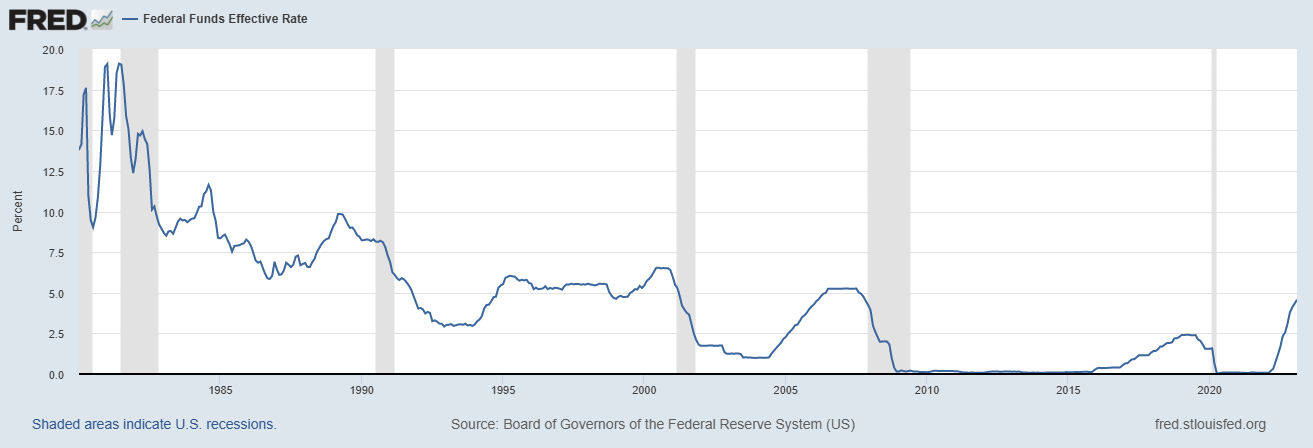 FRED
Federal Funds Effective Rate
20.0
17.5
15.0
12.5
10.0
7.5
5.0
2.5
0.0
Percent
1985 1990 1995 2000 2005 2010 2015 2020
Shaded areas indicate U.S. recessions. Source: Board of Governors of the Federal Reserve System (US) fred.stlouisfed.org